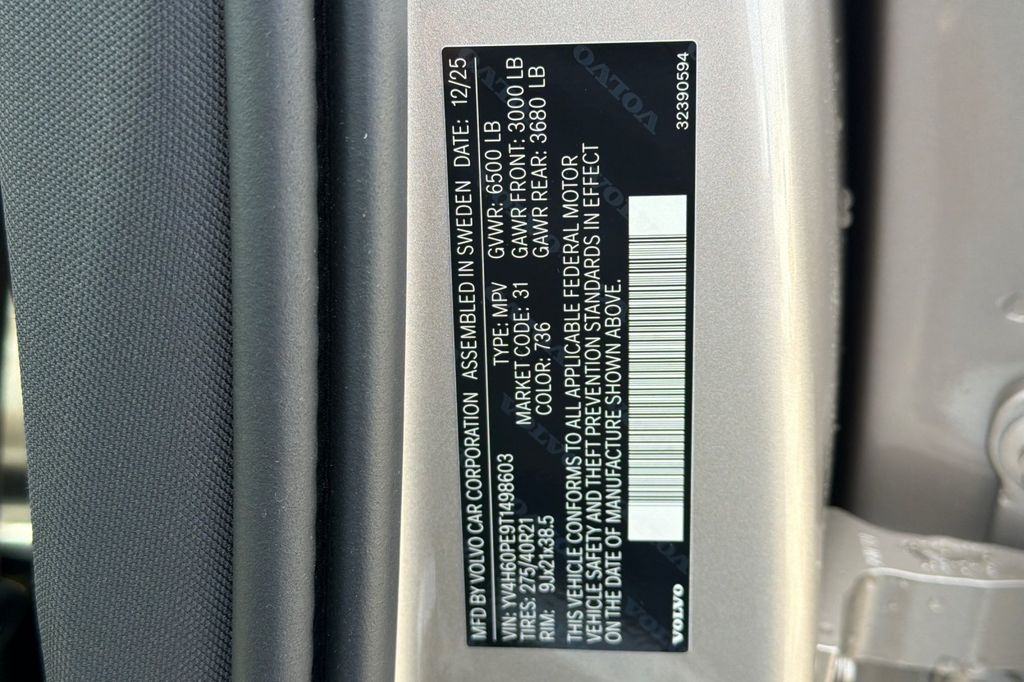 MFD BY VOLVO CAR CORPORATION ASSEMBLED IN SWEDEN DATE: 12/25
VIN: YV4H60PE9T1498603 TYPE: MPV GVWR: 6500 LB
TIRES: 275/40R21 MARKET CODE: 31 GAWR FRONT: 3000 LB
RIM: 9Jx21x38.5 COLOR: 736 GAWR REAR: 3680 LB
THIS VEHICLE CONFORMS TO ALL APPLICABLE FEDERAL MOTOR
VEHICLE SAFETY AND THEFT PREVENTION STANDARDS IN EFFECT
ON THE DATE OF MANUFACTURE SHOWN ABOVE.
VOLVO 32390594